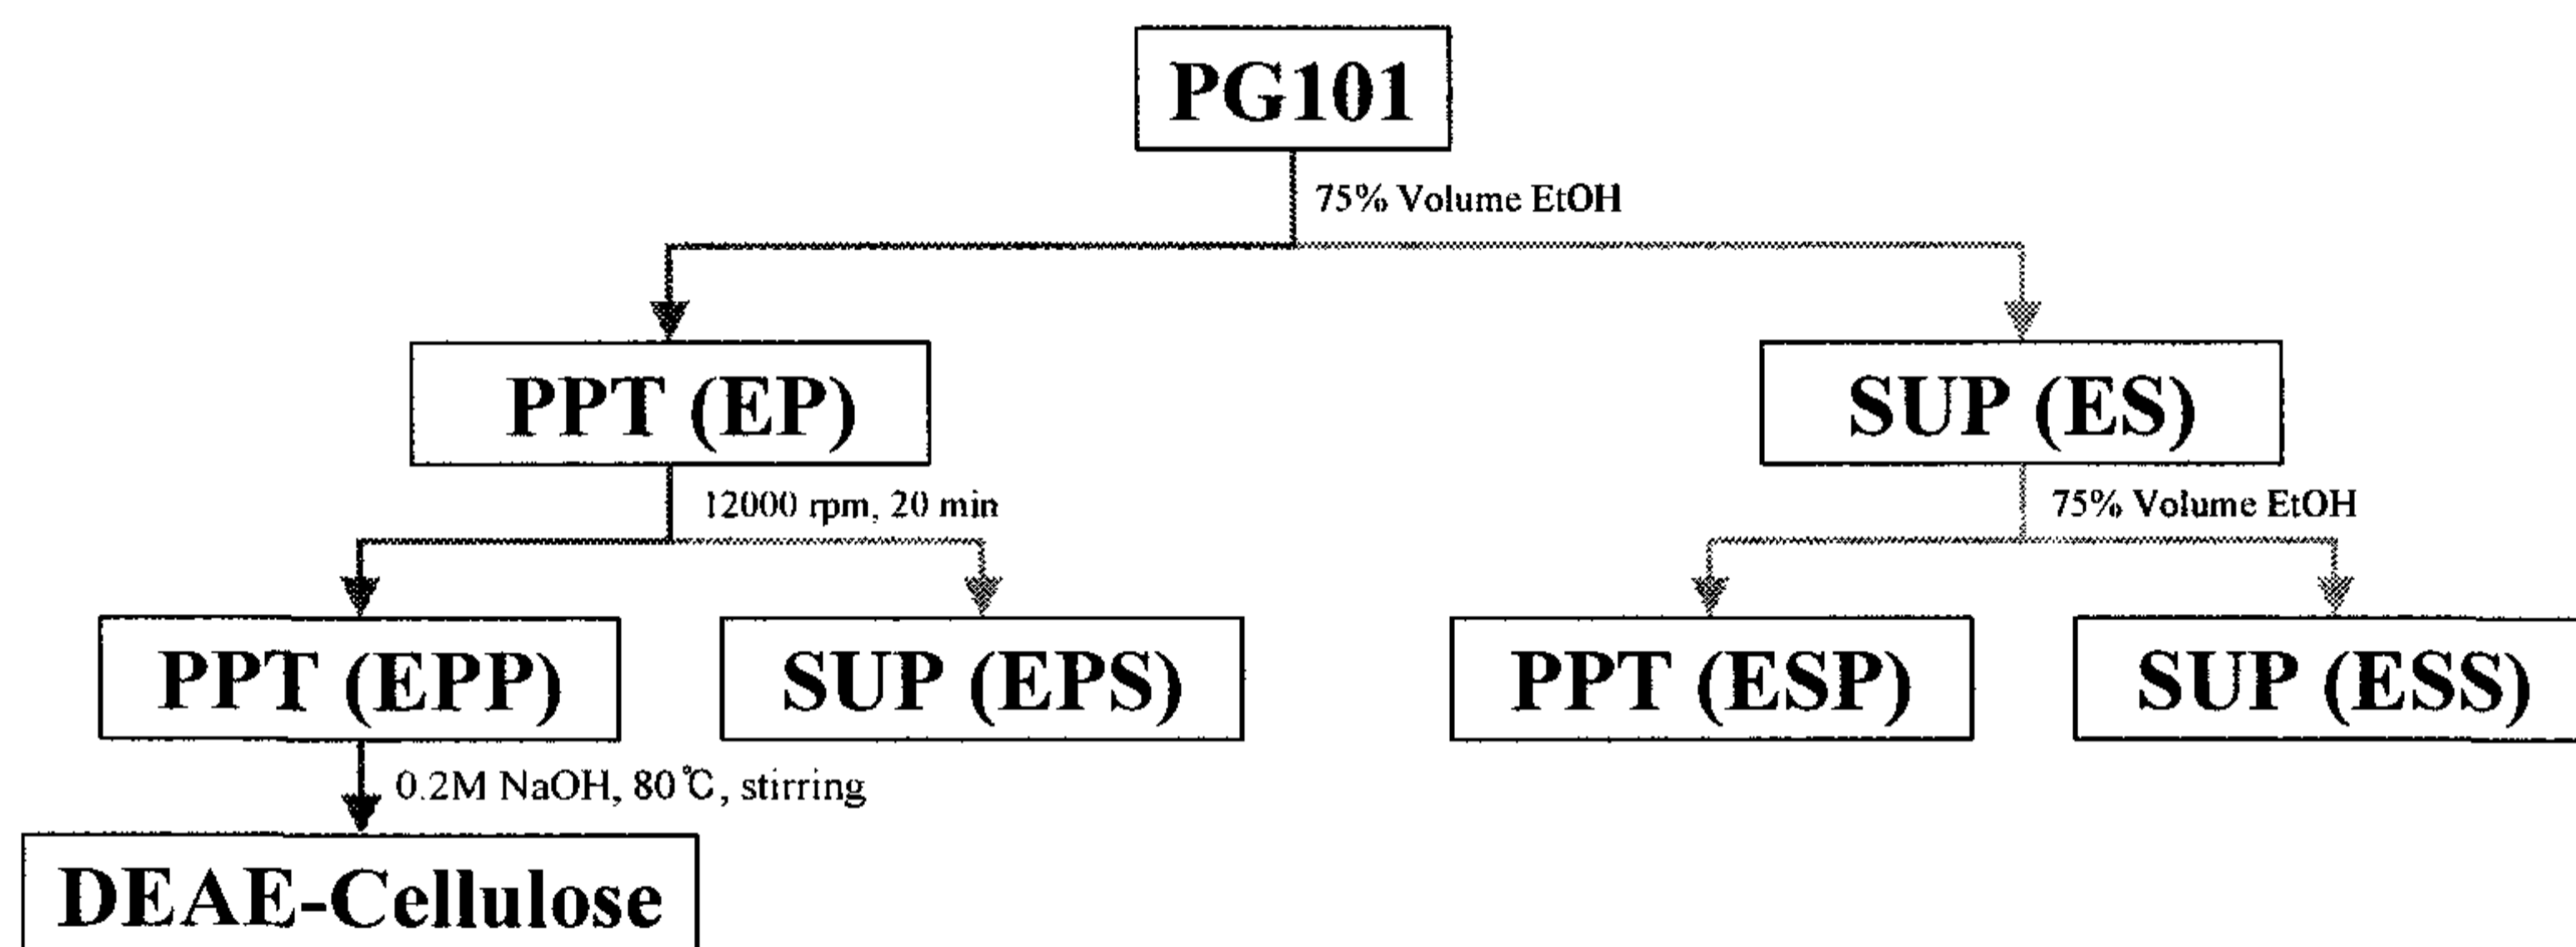 PG101
75% Volume EtOH
PPT (EP)
SUP (ES)
12000 rpm, 20 min
75% Volume EtOH
PPT (EPP)
SUP (EPS)
PPT (ESP)
SUP (ESS)
0.2M NaOH, 80℃, stirring
DEAE-Cellulose